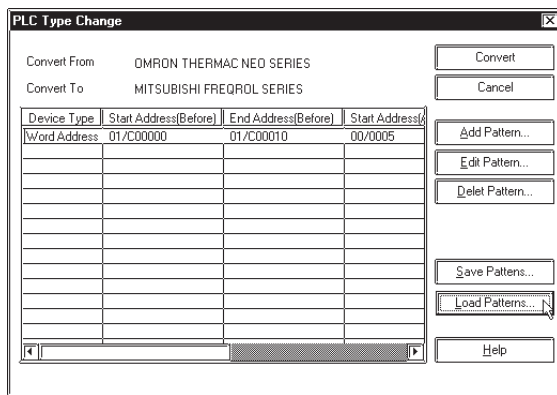 PLC Type Change
Convert From OMRON THERMAC NEO SERIES
Convert To MITSUBISHI FREQROL SERIES
Device Type Start Address(Before) End Address(Before) Start Address(A
Word Address 01/C00000 01/C00010 00/0005
Convert
Cancel
Add Pattern...
Edit Pattern...
Delet Pattern...
Save Pattens...
Load Patterns...
Help